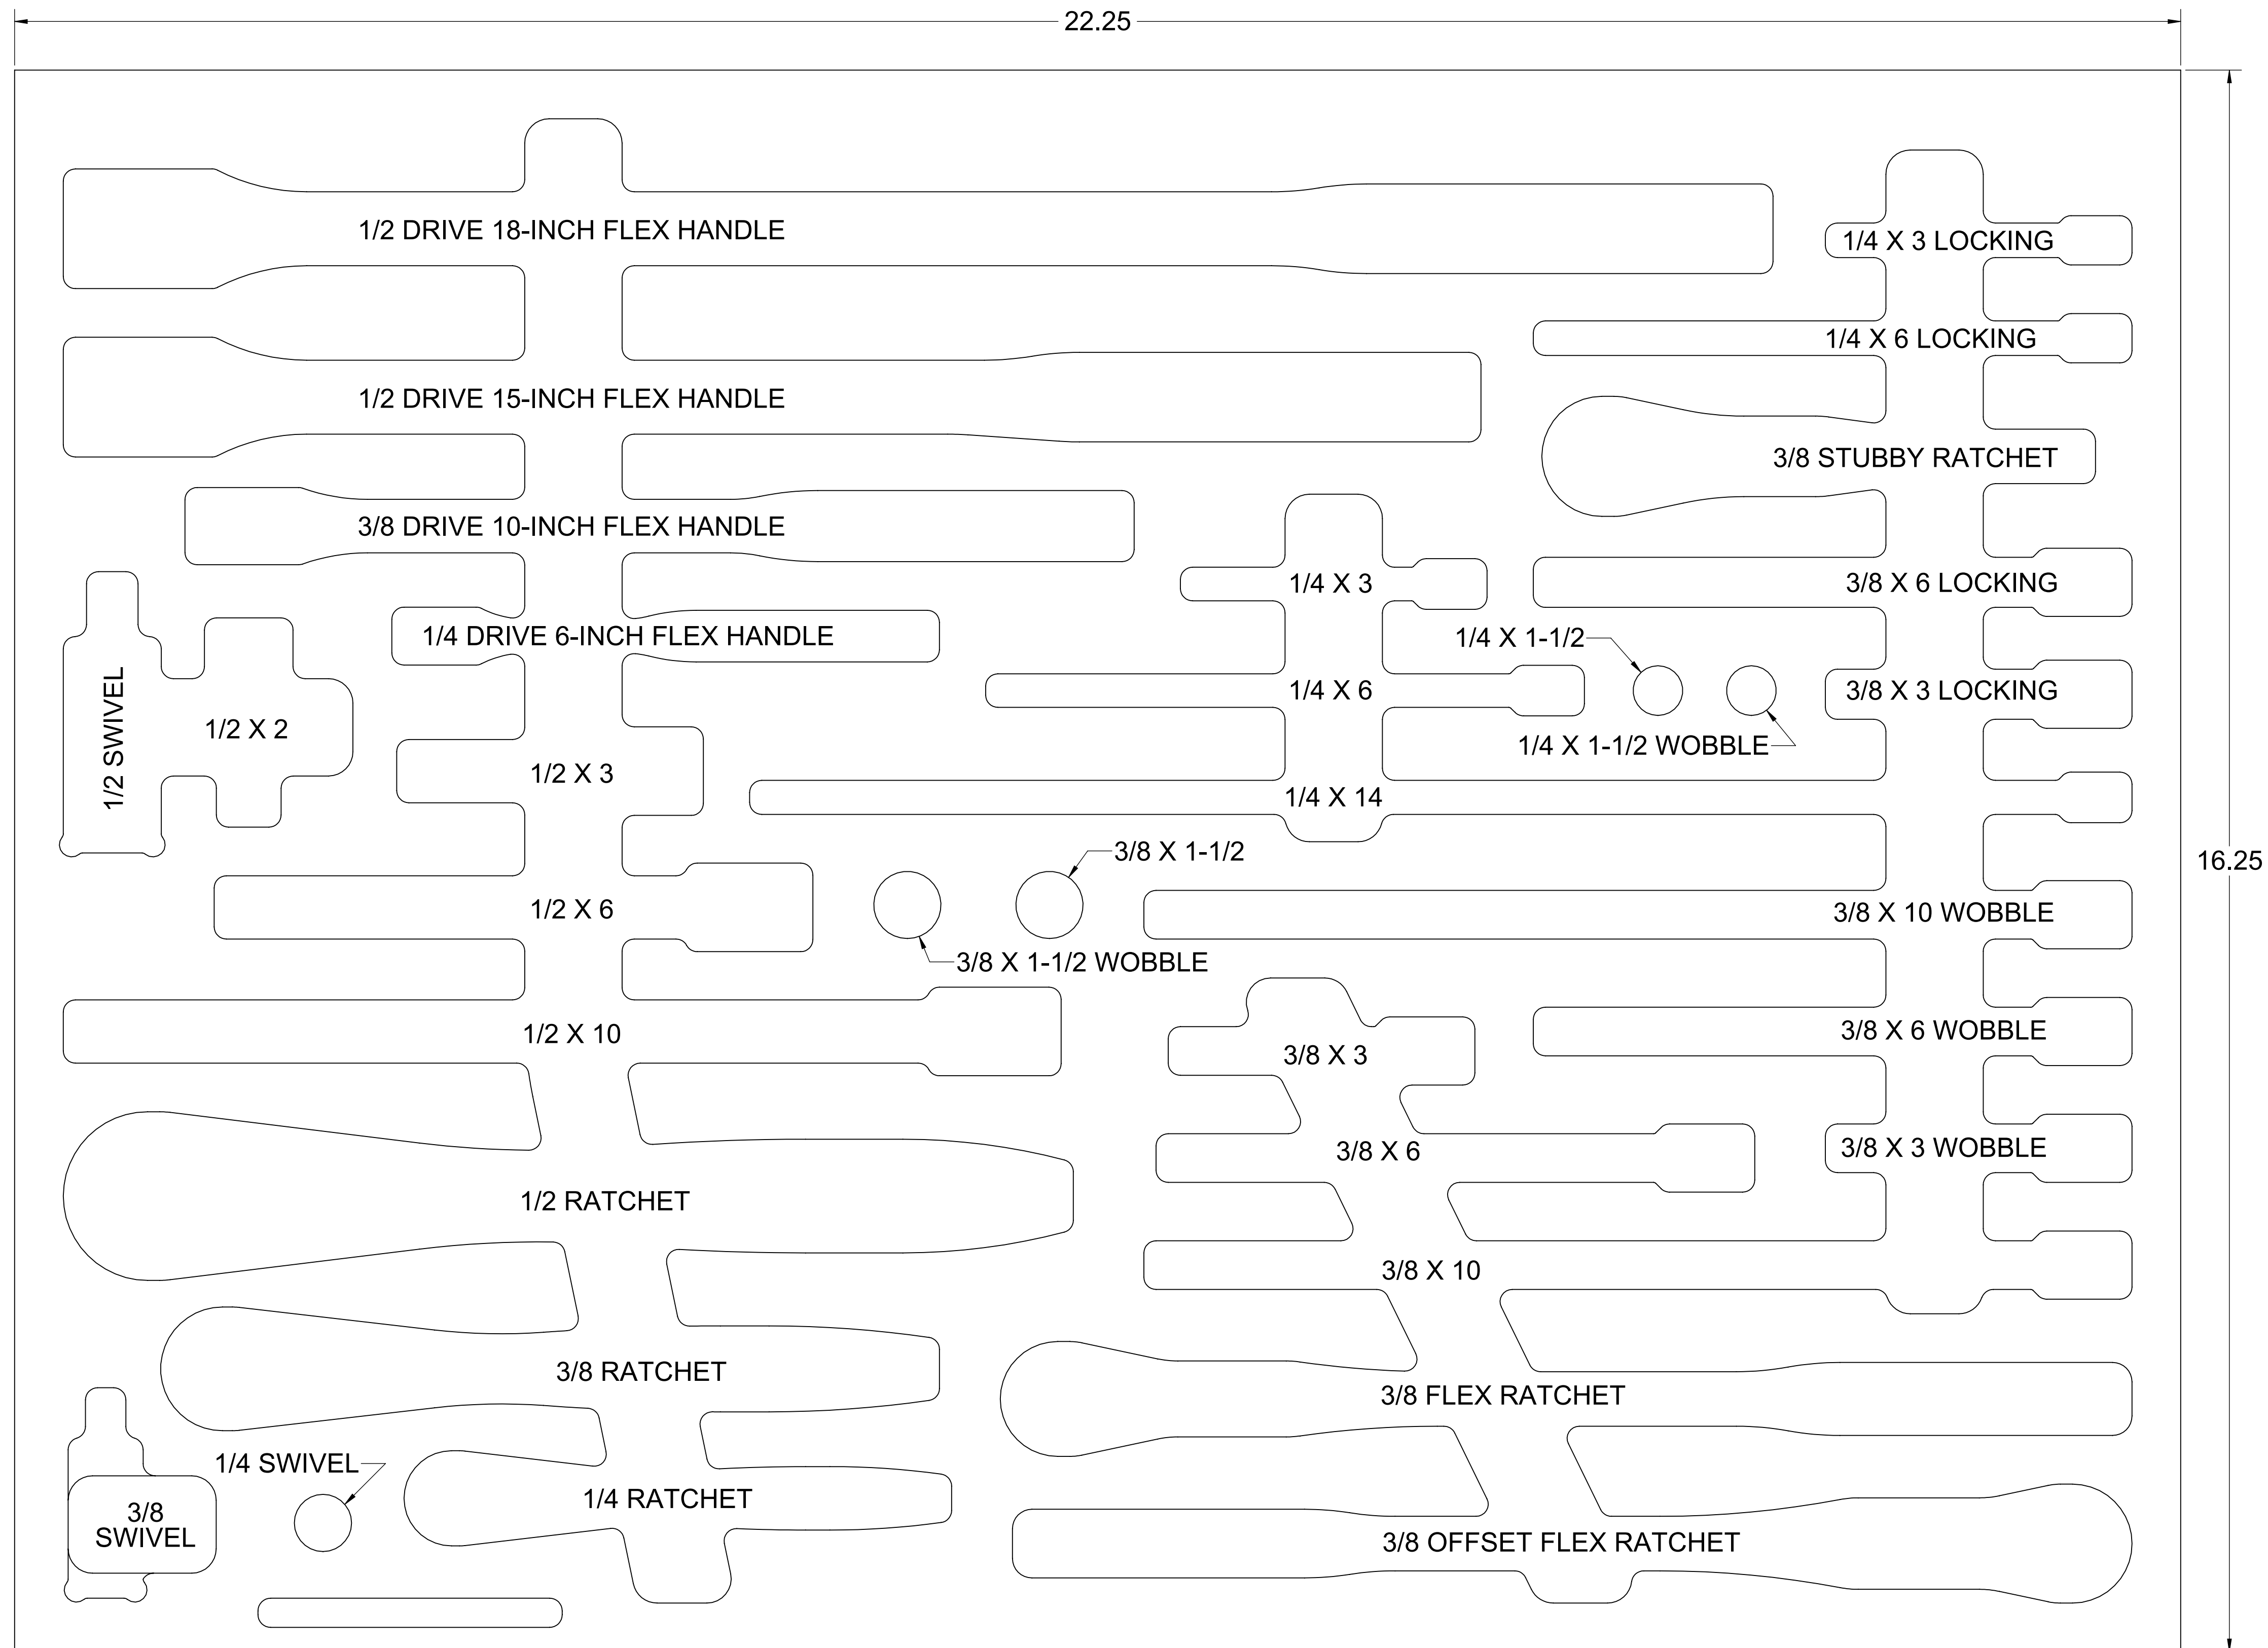 22.25
1/2 DRIVE 18-INCH FLEX HANDLE
1/4 X 3 LOCKING
1/4 X 6 LOCKING
1/2 DRIVE 15-INCH FLEX HANDLE
3/8 STUBBY RATCHET
3/8 DRIVE 10-INCH FLEX HANDLE
1/4 X 3
3/8 X 6 LOCKING
1/4 DRIVE 6-INCH FLEX HANDLE
1/4 X 1-1/2
1/4 X 6
3/8 X 3 LOCKING
1/2 SWIVEL
1/2 X 2
1/4 X 1-1/2 WOBBLE
1/2 X 3
1/4 X 14
3/8 X 1-1/2
16.25
1/2 X 6
3/8 X 10 WOBBLE
3/8 X 1-1/2 WOBBLE
1/2 X 10
3/8 X 6 WOBBLE
3/8 X 3
3/8 X 6
3/8 X 3 WOBBLE
1/2 RATCHET
3/8 X 10
3/8 RATCHET
3/8 FLEX RATCHET
1/4 SWIVEL
1/4 RATCHET
3/8
SWIVEL
3/8 OFFSET FLEX RATCHET